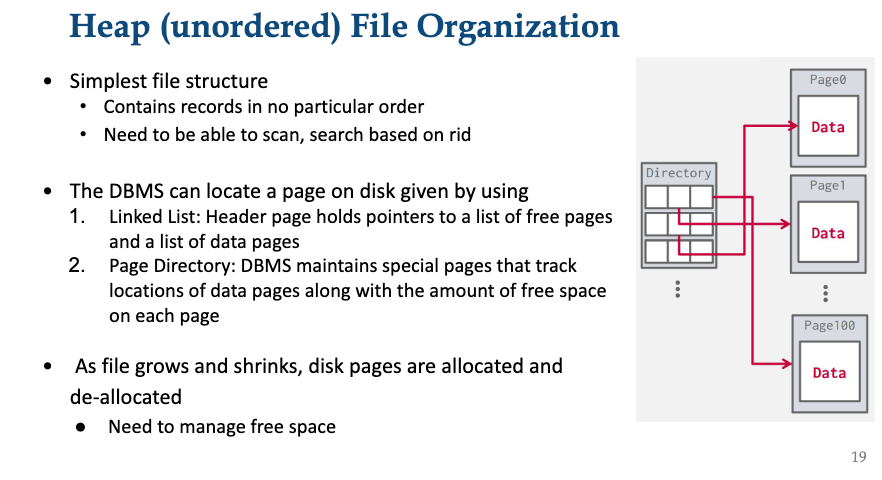 Heap (unordered) File Organization
• Simplest file structure
• Contains records in no particular order
• Need to be able to scan, search based on rid
• The DBMS can locate a page on disk given by using
1. Linked List: Header page holds pointers to a list of free pages
and a list of data pages
2. Page Directory: DBMS maintains special pages that track
locations of data pages along with the amount of free space
on each page
• As file grows and shrinks, disk pages are allocated and
de-allocated
● Need to manage free space
Directory
Page0
Data
Page1
Data
Page100
Data
19